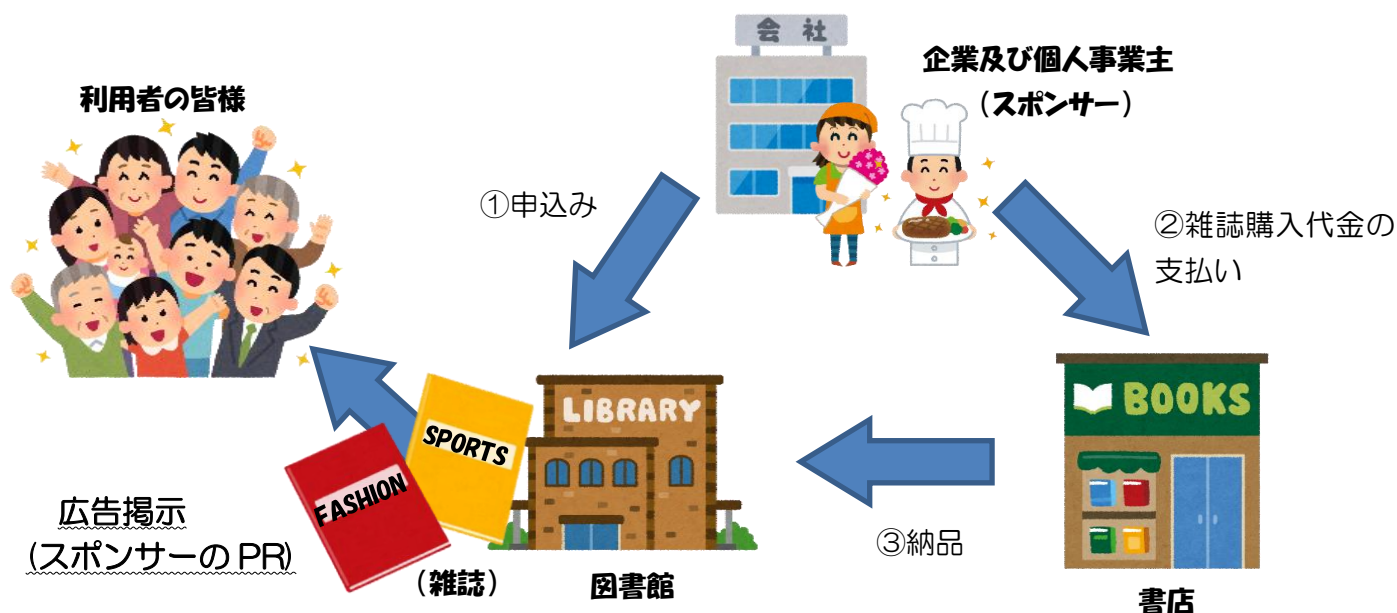 会 社
企業及び個人事業主
(スポンサー)
利用者の皆様
①申込み
②雑誌購入代金の
支払い
LIBRARY
BOOKS
SPORTS
FASHION
広告掲示
(スポンサーの PR)
③納品
(雑誌)
図書館
書店